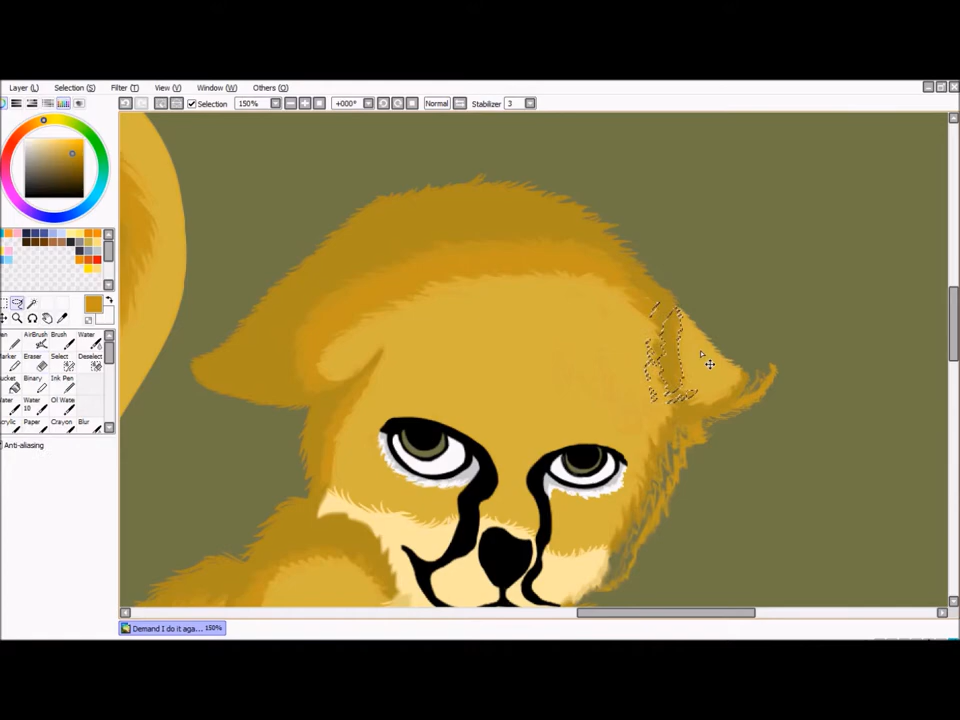 Layer (L) Selection (S) Filter (T) View (V) Window (W) Others (O)
Selection 150% +000° Normal Stabilizer 3
AirBrush Brush Water
Eraser Select Deselect
Binary Ink Pen
10 Oil Water
Paper Crayon Blur
Anti-aliasing
Demand I do it aga... 150%